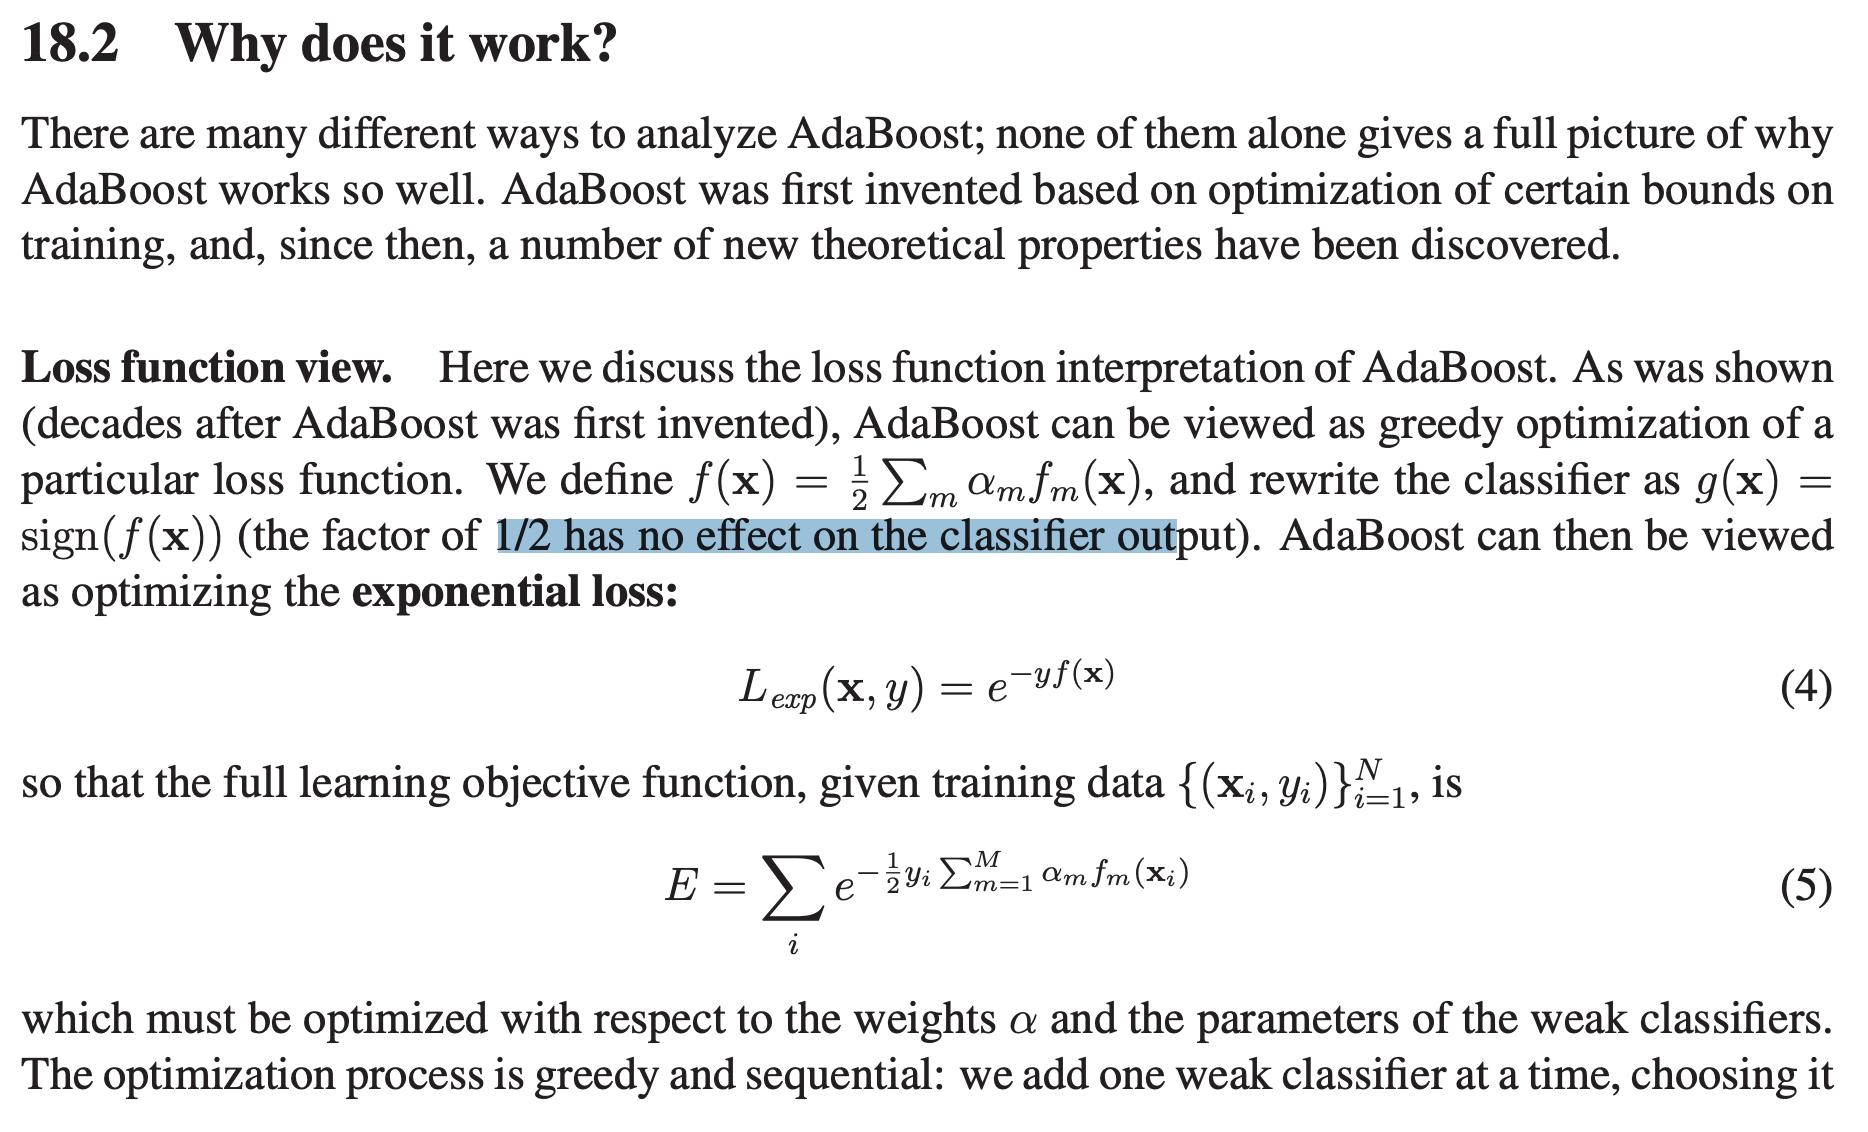 18.2 Why does it work?
There are many different ways to analyze AdaBoost; none of them alone gives a full picture of why
AdaBoost works so well. AdaBoost was first invented based on optimization of certain bounds on
training, and, since then, a number of new theoretical properties have been discovered.
Loss function view. Here we discuss the loss function interpretation of AdaBoost. As was shown
(decades after AdaBoost was first invented), AdaBoost can be viewed as greedy optimization of a
particular loss function. We define $f(\mathbf{x}) = \frac{1}{2} \sum_m \alpha_m f_m(\mathbf{x})$, and rewrite the classifier as $g(\mathbf{x}) =$
$\text{sign}(f(\mathbf{x}))$ (the factor of 1/2 has no effect on the classifier output). AdaBoost can then be viewed
as optimizing the exponential loss:
$L_{exp}(\mathbf{x}, y) = e^{-yf(\mathbf{x})}$ (4)
so that the full learning objective function, given training data $\{(\mathbf{x}_i, y_i)\}_{i=1}^N$, is
$E = \sum_i e^{-\frac{1}{2} y_i \sum_{m=1}^M \alpha_m f_m(\mathbf{x}_i)}$ (5)
which must be optimized with respect to the weights $\alpha$ and the parameters of the weak classifiers.
The optimization process is greedy and sequential: we add one weak classifier at a time, choosing it